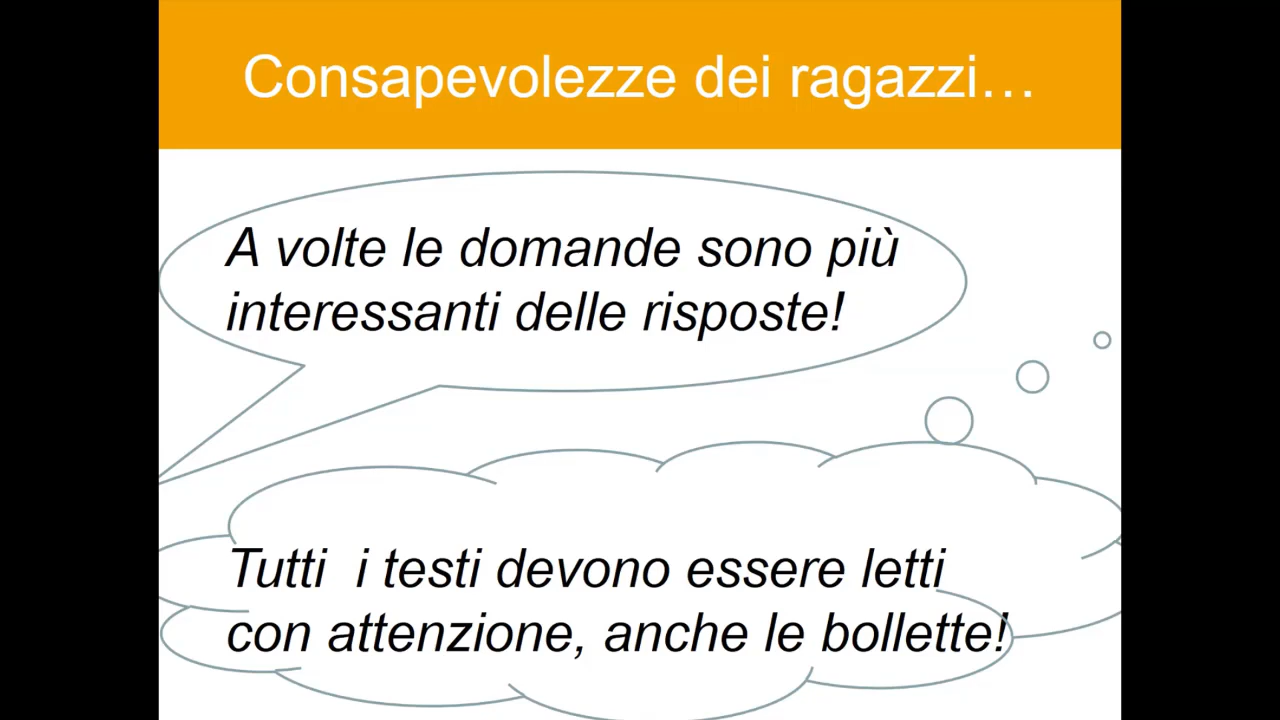 Consapevolezze dei ragazzi…
A volte le domande sono più
interessanti delle risposte!
Tutti i testi devono essere letti
con attenzione, anche le bollette!